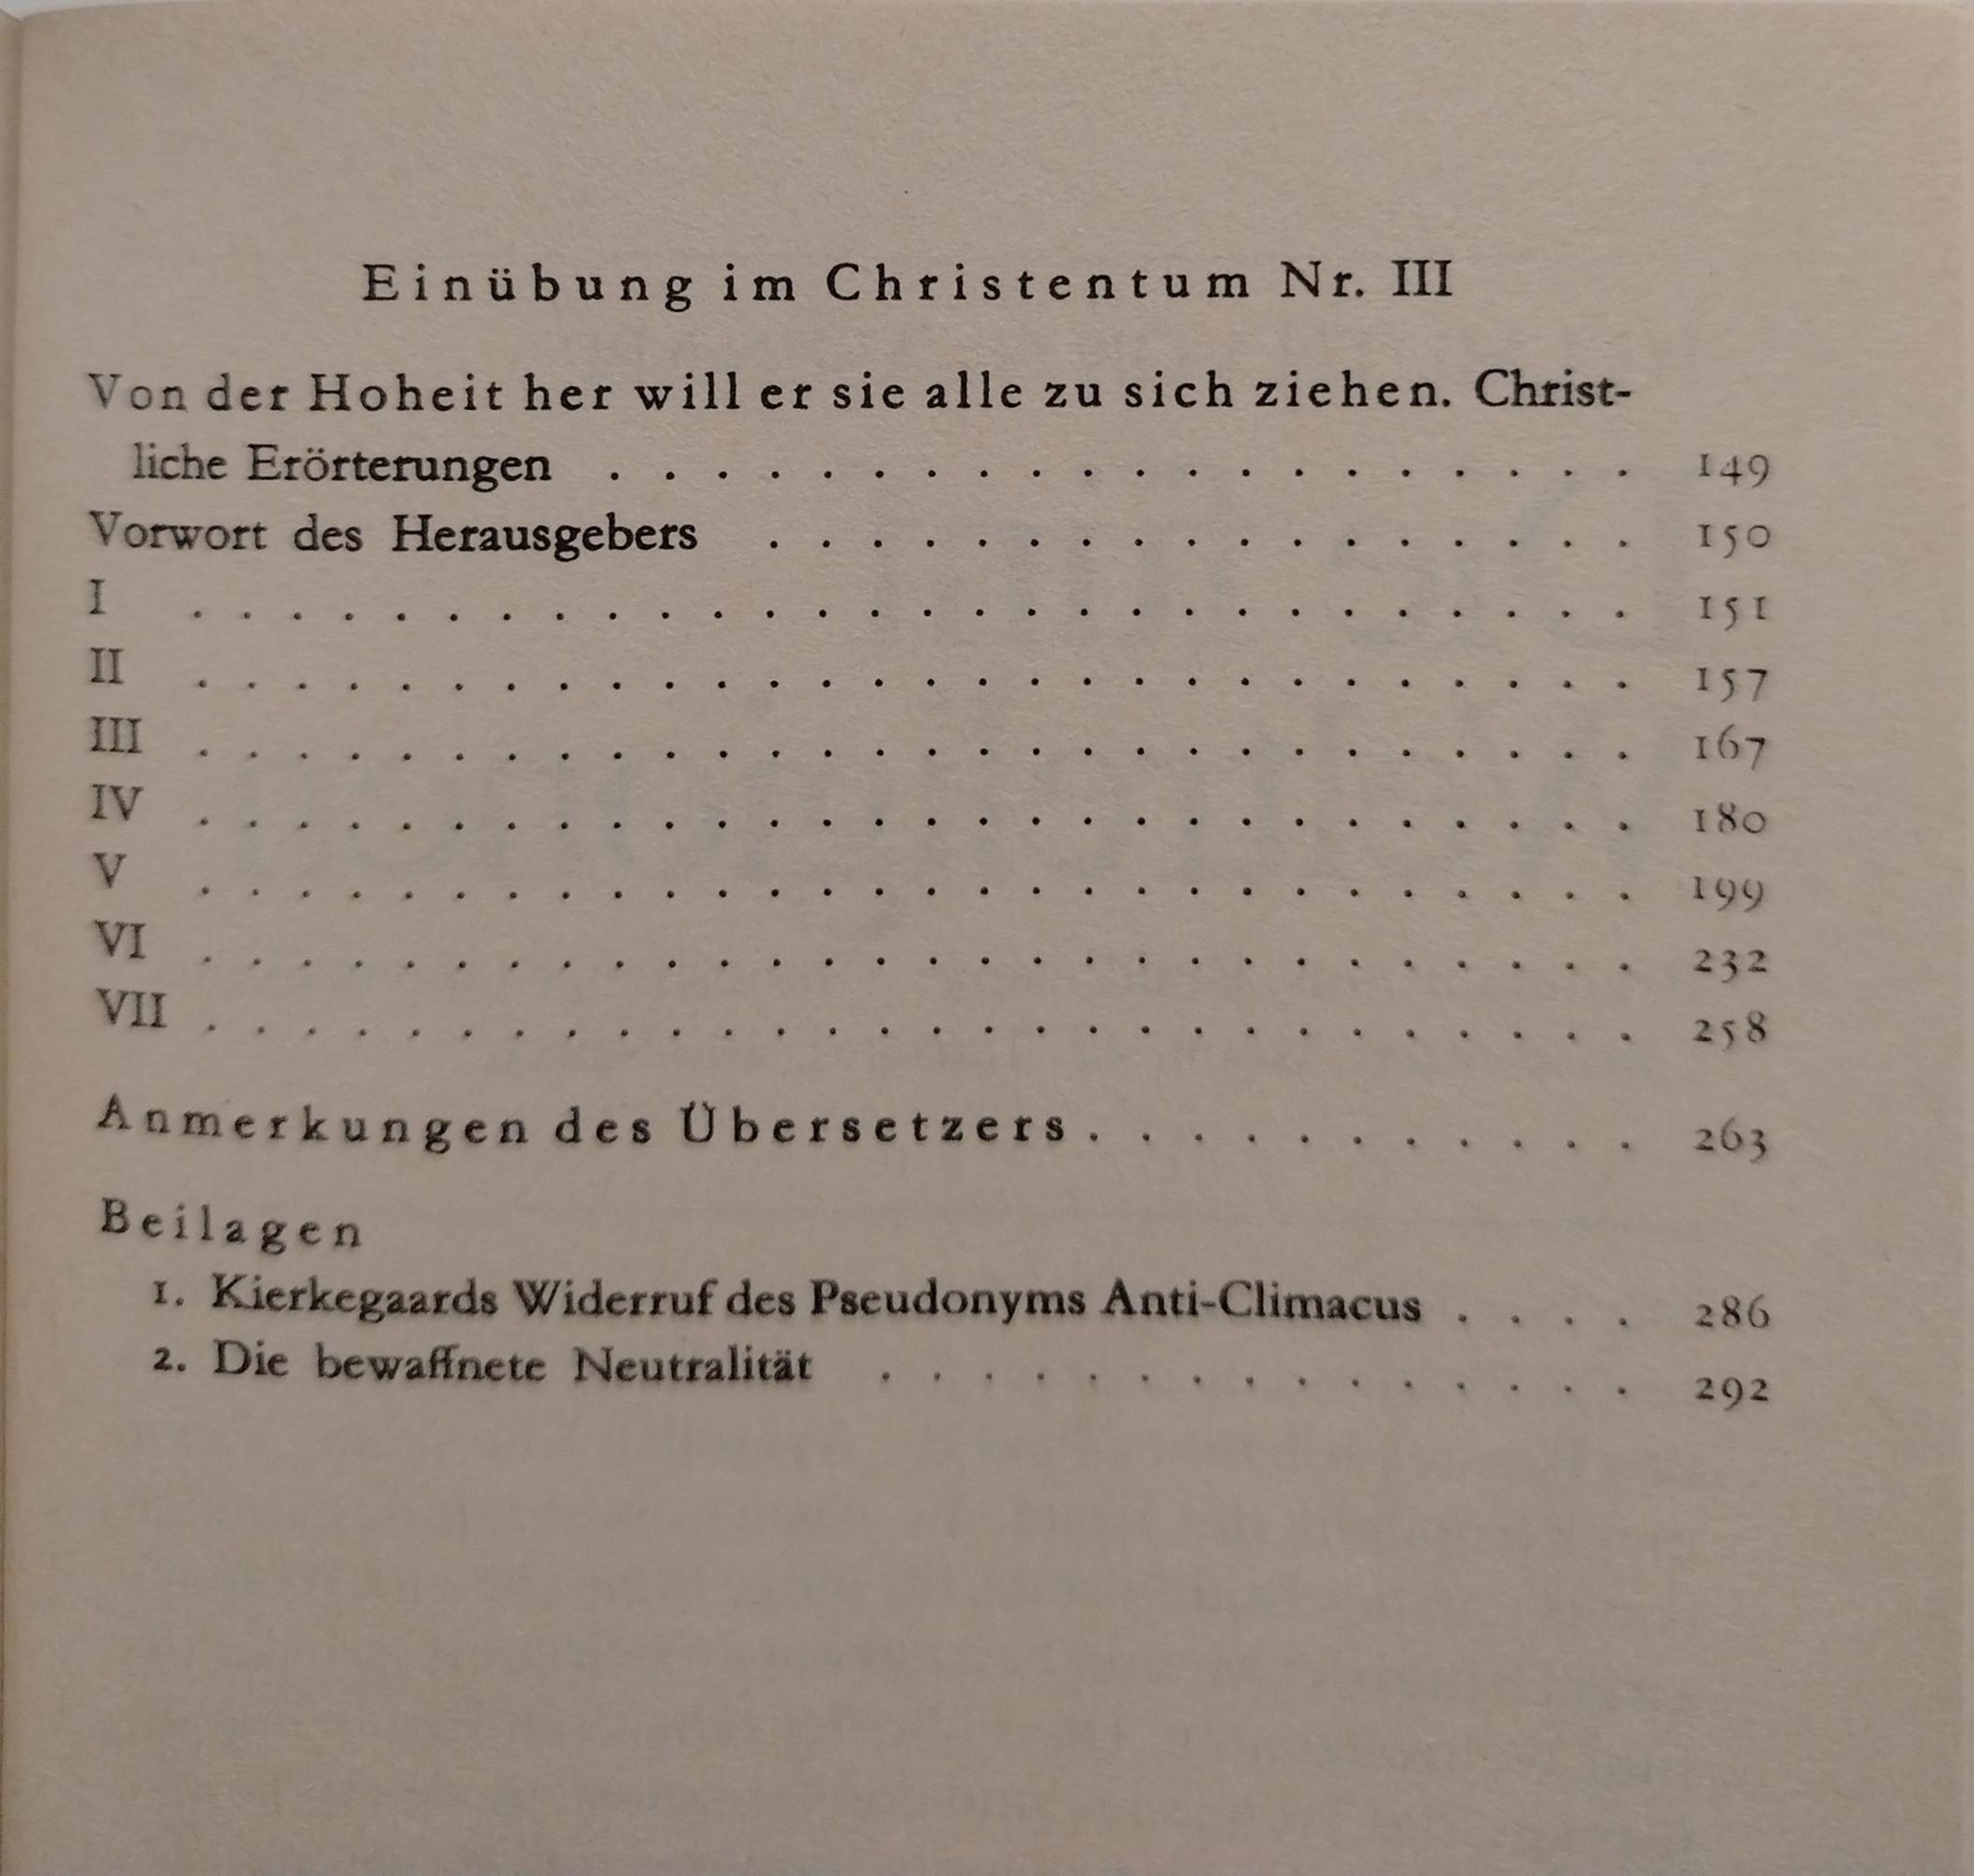 Einübung im Christentum Nr. III
Von der Hoheit her will er sie alle zu sich ziehen. Christ-
liche Erörterungen . . . . . . . . . . . . . . . . . . . . 149
Vorwort des Herausgebers . . . . . . . . . . . . . . . . . 150
I . . . . . . . . . . . . . . . . . . . . . . . . . . . . 151
II . . . . . . . . . . . . . . . . . . . . . . . . . . . . 157
III . . . . . . . . . . . . . . . . . . . . . . . . . . . . 167
IV . . . . . . . . . . . . . . . . . . . . . . . . . . . . 180
V . . . . . . . . . . . . . . . . . . . . . . . . . . . . 199
VI . . . . . . . . . . . . . . . . . . . . . . . . . . . . 232
VII . . . . . . . . . . . . . . . . . . . . . . . . . . . . 258
Anmerkungen des Übersetzers . . . . . . . . . . . 263
Beilagen
1. Kierkegaards Widerruf des Pseudonyms Anti-Climacus . . . . 286
2. Die bewaffnete Neutralität . . . . . . . . . . . . . . . 292